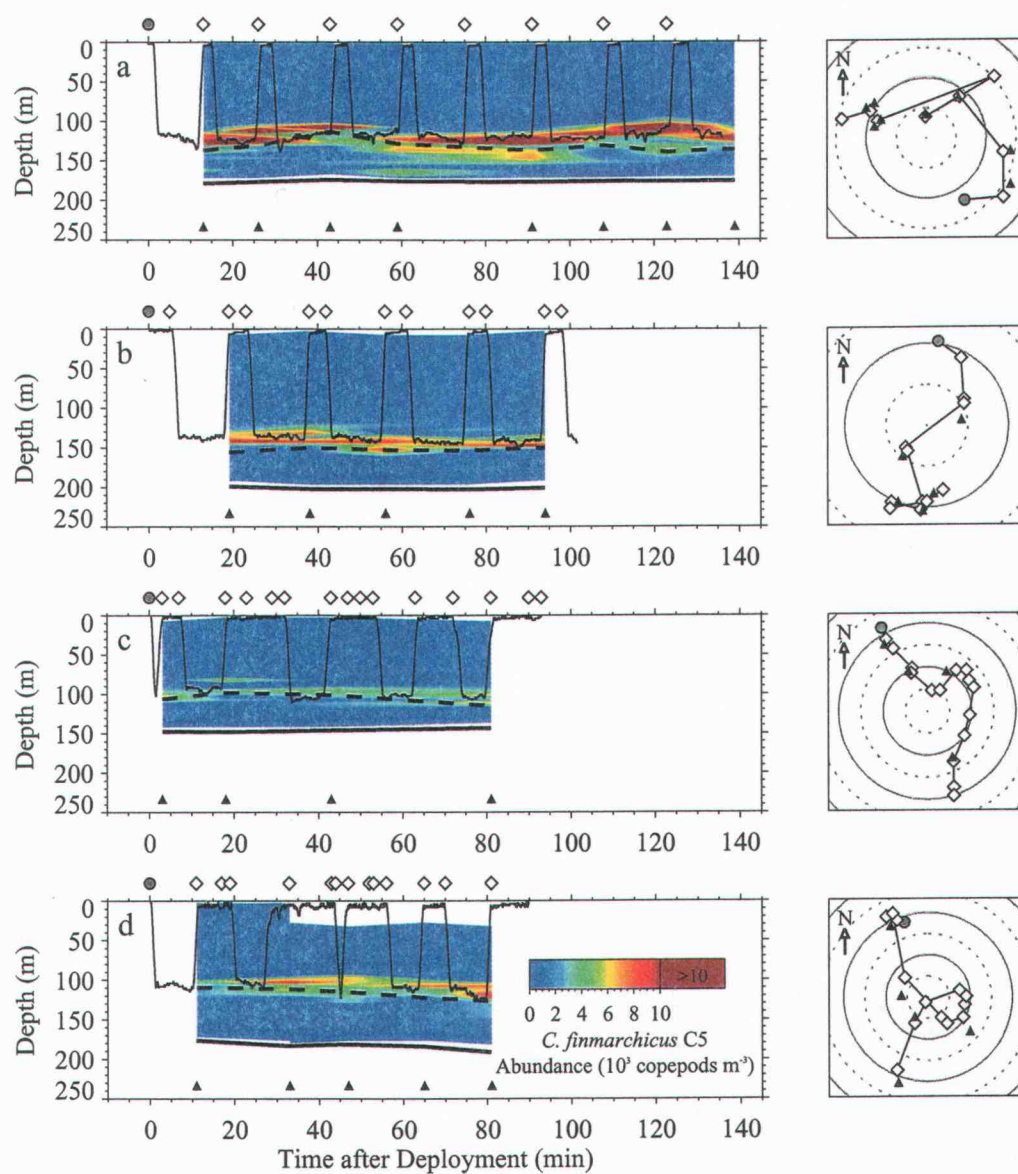 a
Depth (m)
0
50
100
150
200
250
0 20 40 60 80 100 120 140
N
b
Depth (m)
0
50
100
150
200
250
0 20 40 60 80 100 120 140
N
c
Depth (m)
0
50
100
150
200
250
0 20 40 60 80 100 120 140
N
d
Depth (m)
0
50
100
150
200
250
>10
0 2 4 6 8 10
C. finmarchicus C5
Abundance (10³ copepods m⁻³)
0 20 40 60 80 100 120 140
Time after Deployment (min)
N